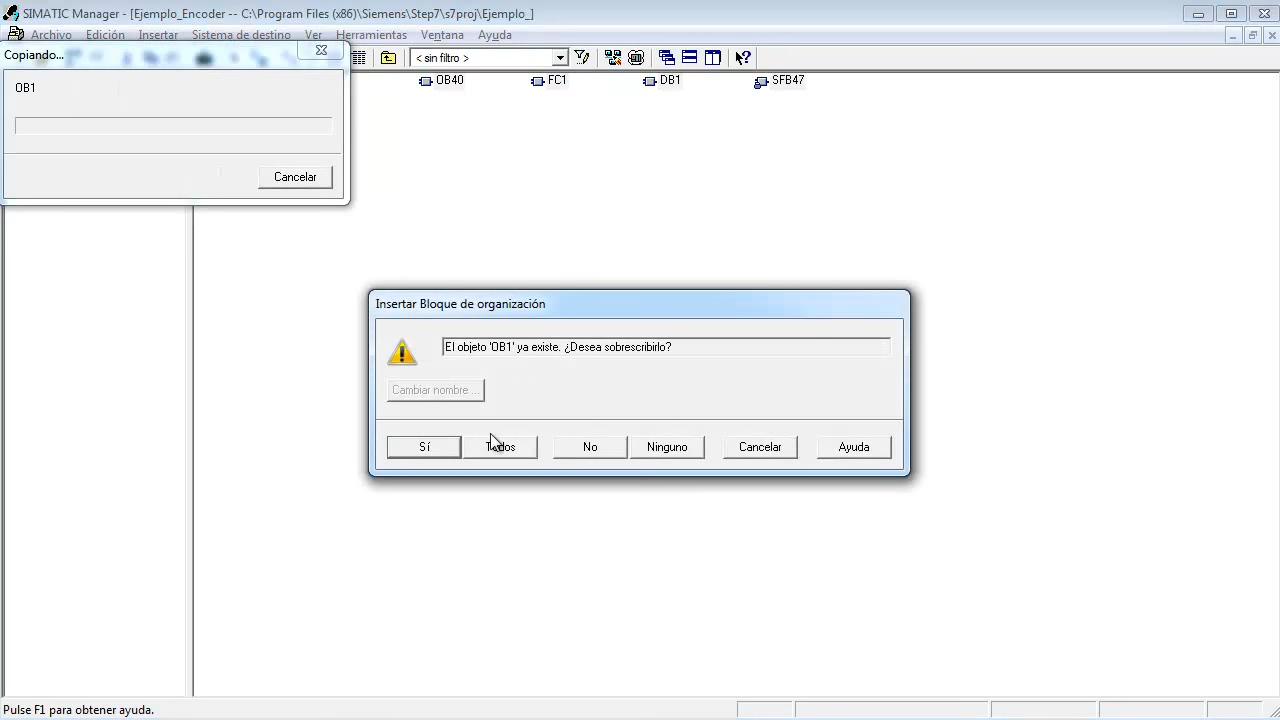 SIMATIC Manager - [Ejemplo_Encoder -- C:\Program Files (x86)\Siemens\Step7\s7proj\Ejemplo_]
Archivo Edición Insertar Sistema de destino Ver Herramientas Ventana Ayuda
Copiando...
< sin filtro >
OB1
OB40 FC1 DB1 SFB47
Cancelar
Insertar Bloque de organización
El objeto 'OB1' ya existe. ¿Desea sobrescribirlo?
Cambiar nombre ...
Sí Todos No Ninguno Cancelar Ayuda
Pulse F1 para obtener ayuda.